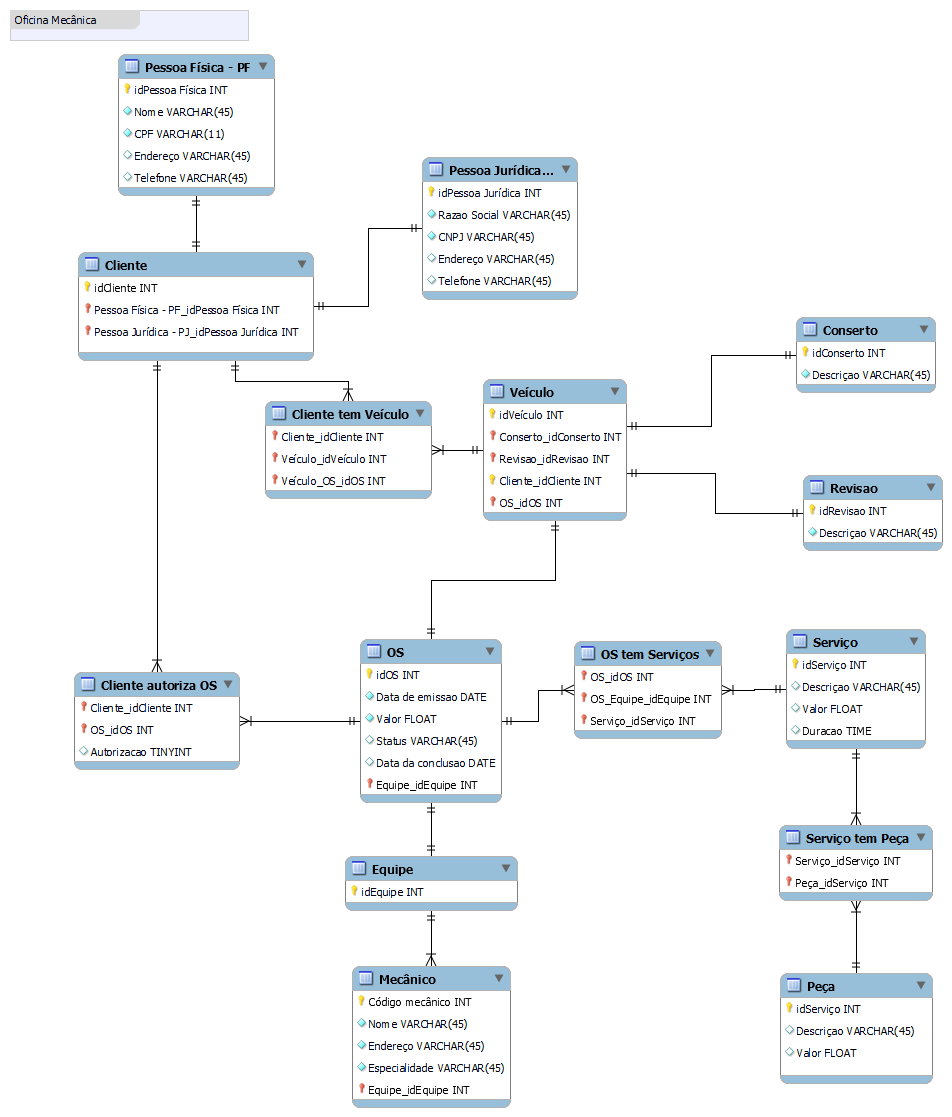 Oficina Mecânica
Pessoa Física - PF
idPessoa Física INT
Nome VARCHAR(45)
CPF VARCHAR(11)
Endereço VARCHAR(45)
Telefone VARCHAR(45)
Pessoa Jurídica...
idPessoa Jurídica INT
Razao Social VARCHAR(45)
CNPJ VARCHAR(45)
Endereço VARCHAR(45)
Telefone VARCHAR(45)
Cliente
idCliente INT
Pessoa Física - PF_idPessoa Física INT
Pessoa Jurídica - PJ_idPessoa Jurídica INT
Conserto
idConserto INT
Descriçao VARCHAR(45)
Cliente tem Veículo
Cliente_idCliente INT
Veículo_idVeículo INT
Veículo_OS_idOS INT
Veículo
idVeículo INT
Conserto_idConserto INT
Revisao_idRevisao INT
Cliente_idCliente INT
OS_idOS INT
Revisao
idRevisao INT
Descriçao VARCHAR(45)
Cliente autoriza OS
Cliente_idCliente INT
OS_idOS INT
Autorizacao TINYINT
OS
idOS INT
Data de emissao DATE
Valor FLOAT
Status VARCHAR(45)
Data da conclusao DATE
Equipe_idEquipe INT
OS tem Serviços
OS_idOS INT
OS_Equipe_idEquipe INT
Serviço_idServiço INT
Serviço
idServiço INT
Descriçao VARCHAR(45)
Valor FLOAT
Duracao TIME
Equipe
idEquipe INT
Serviço tem Peça
Serviço_idServiço INT
Peça_idServiço INT
Mecânico
Código mecânico INT
Nome VARCHAR(45)
Endereço VARCHAR(45)
Especialidade VARCHAR(45)
Equipe_idEquipe INT
Peça
idServiço INT
Descriçao VARCHAR(45)
Valor FLOAT